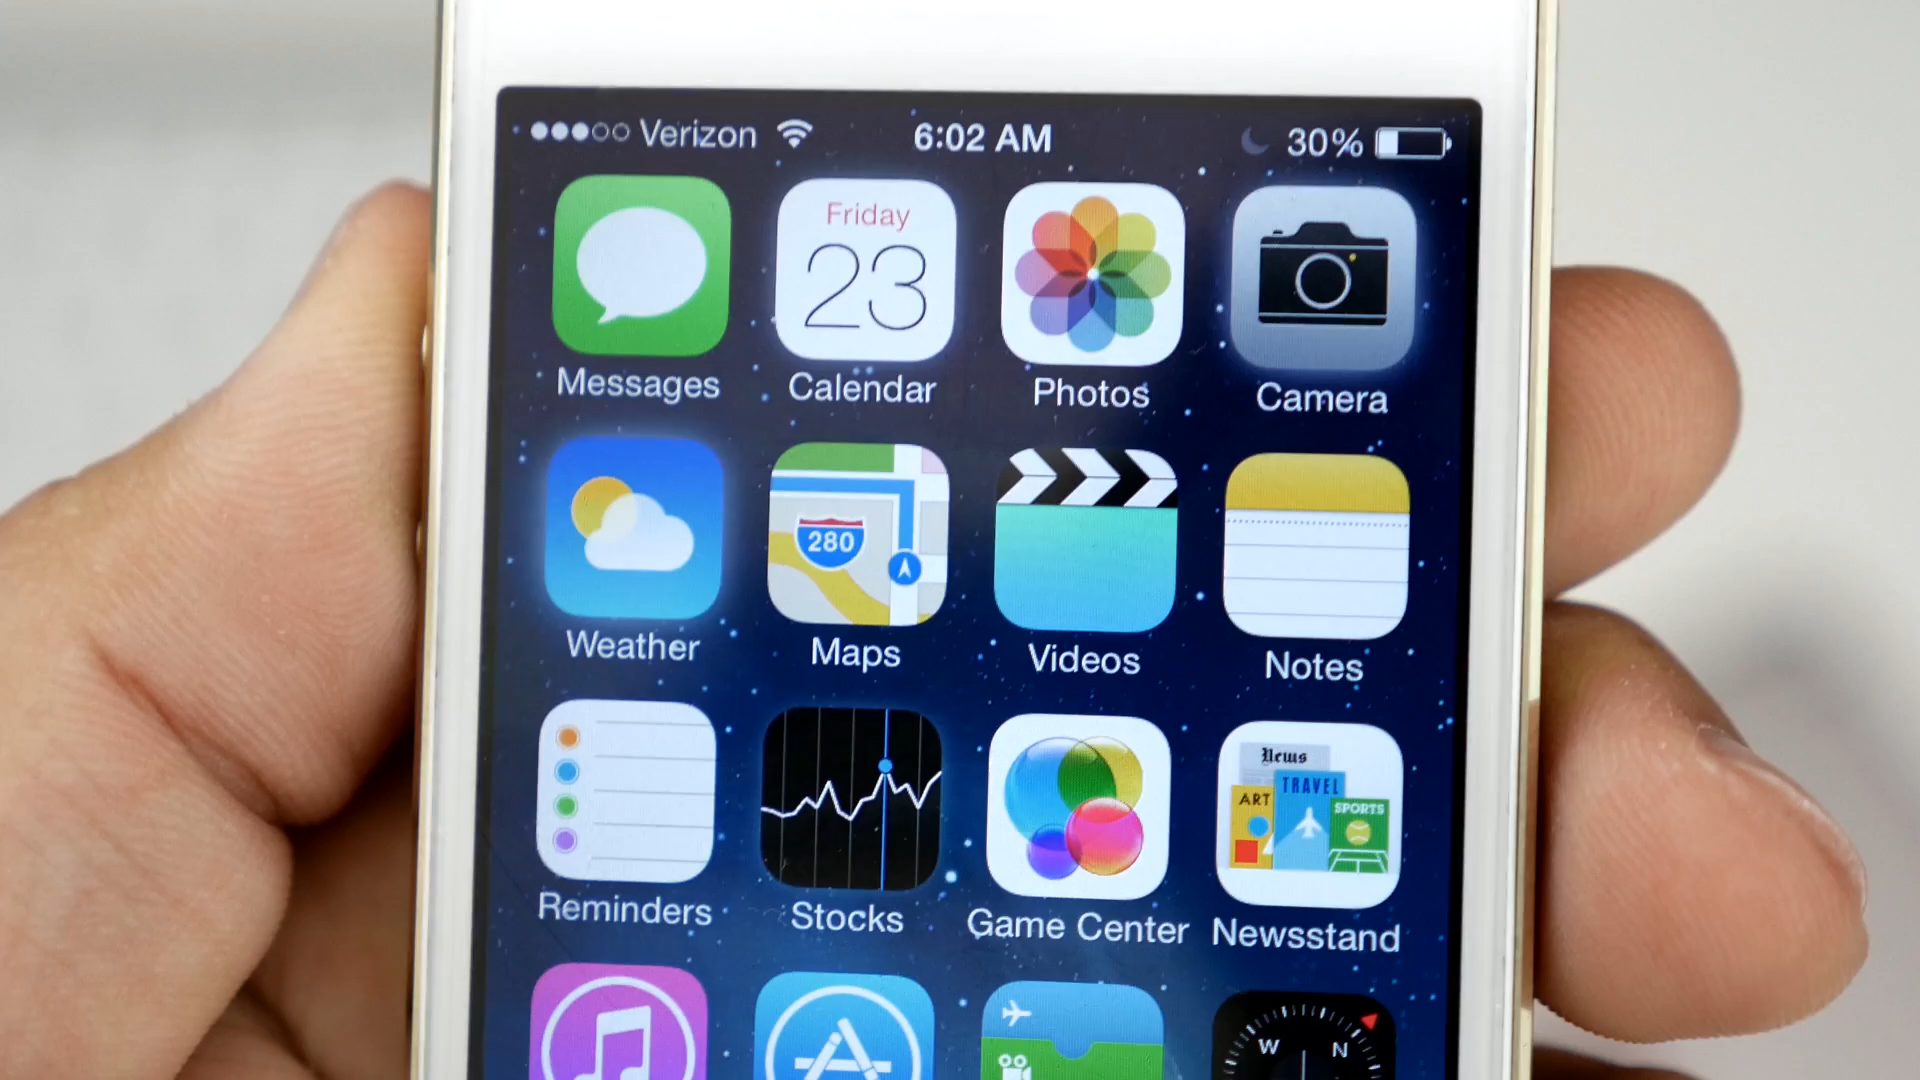 Verizon 6:02 AM 30%
Friday
23
Messages Calendar Photos Camera
280
Weather Maps Videos Notes
News
TRAVEL
ART
SPORTS
Reminders Stocks Game Center Newsstand
W N